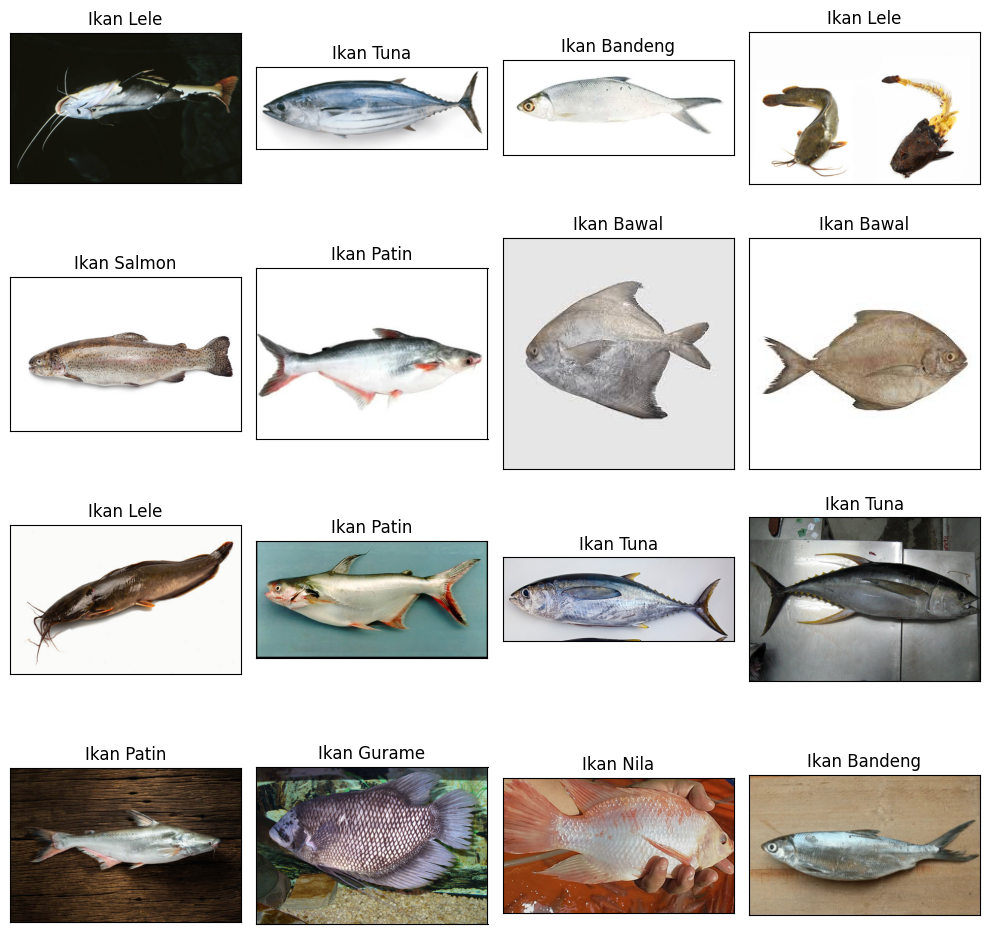 Ikan Lele
Ikan Tuna
Ikan Bandeng
Ikan Lele
Ikan Salmon
Ikan Patin
Ikan Bawal
Ikan Bawal
Ikan Lele
Ikan Patin
Ikan Tuna
Ikan Tuna
Ikan Patin
Ikan Gurame
Ikan Nila
Ikan Bandeng